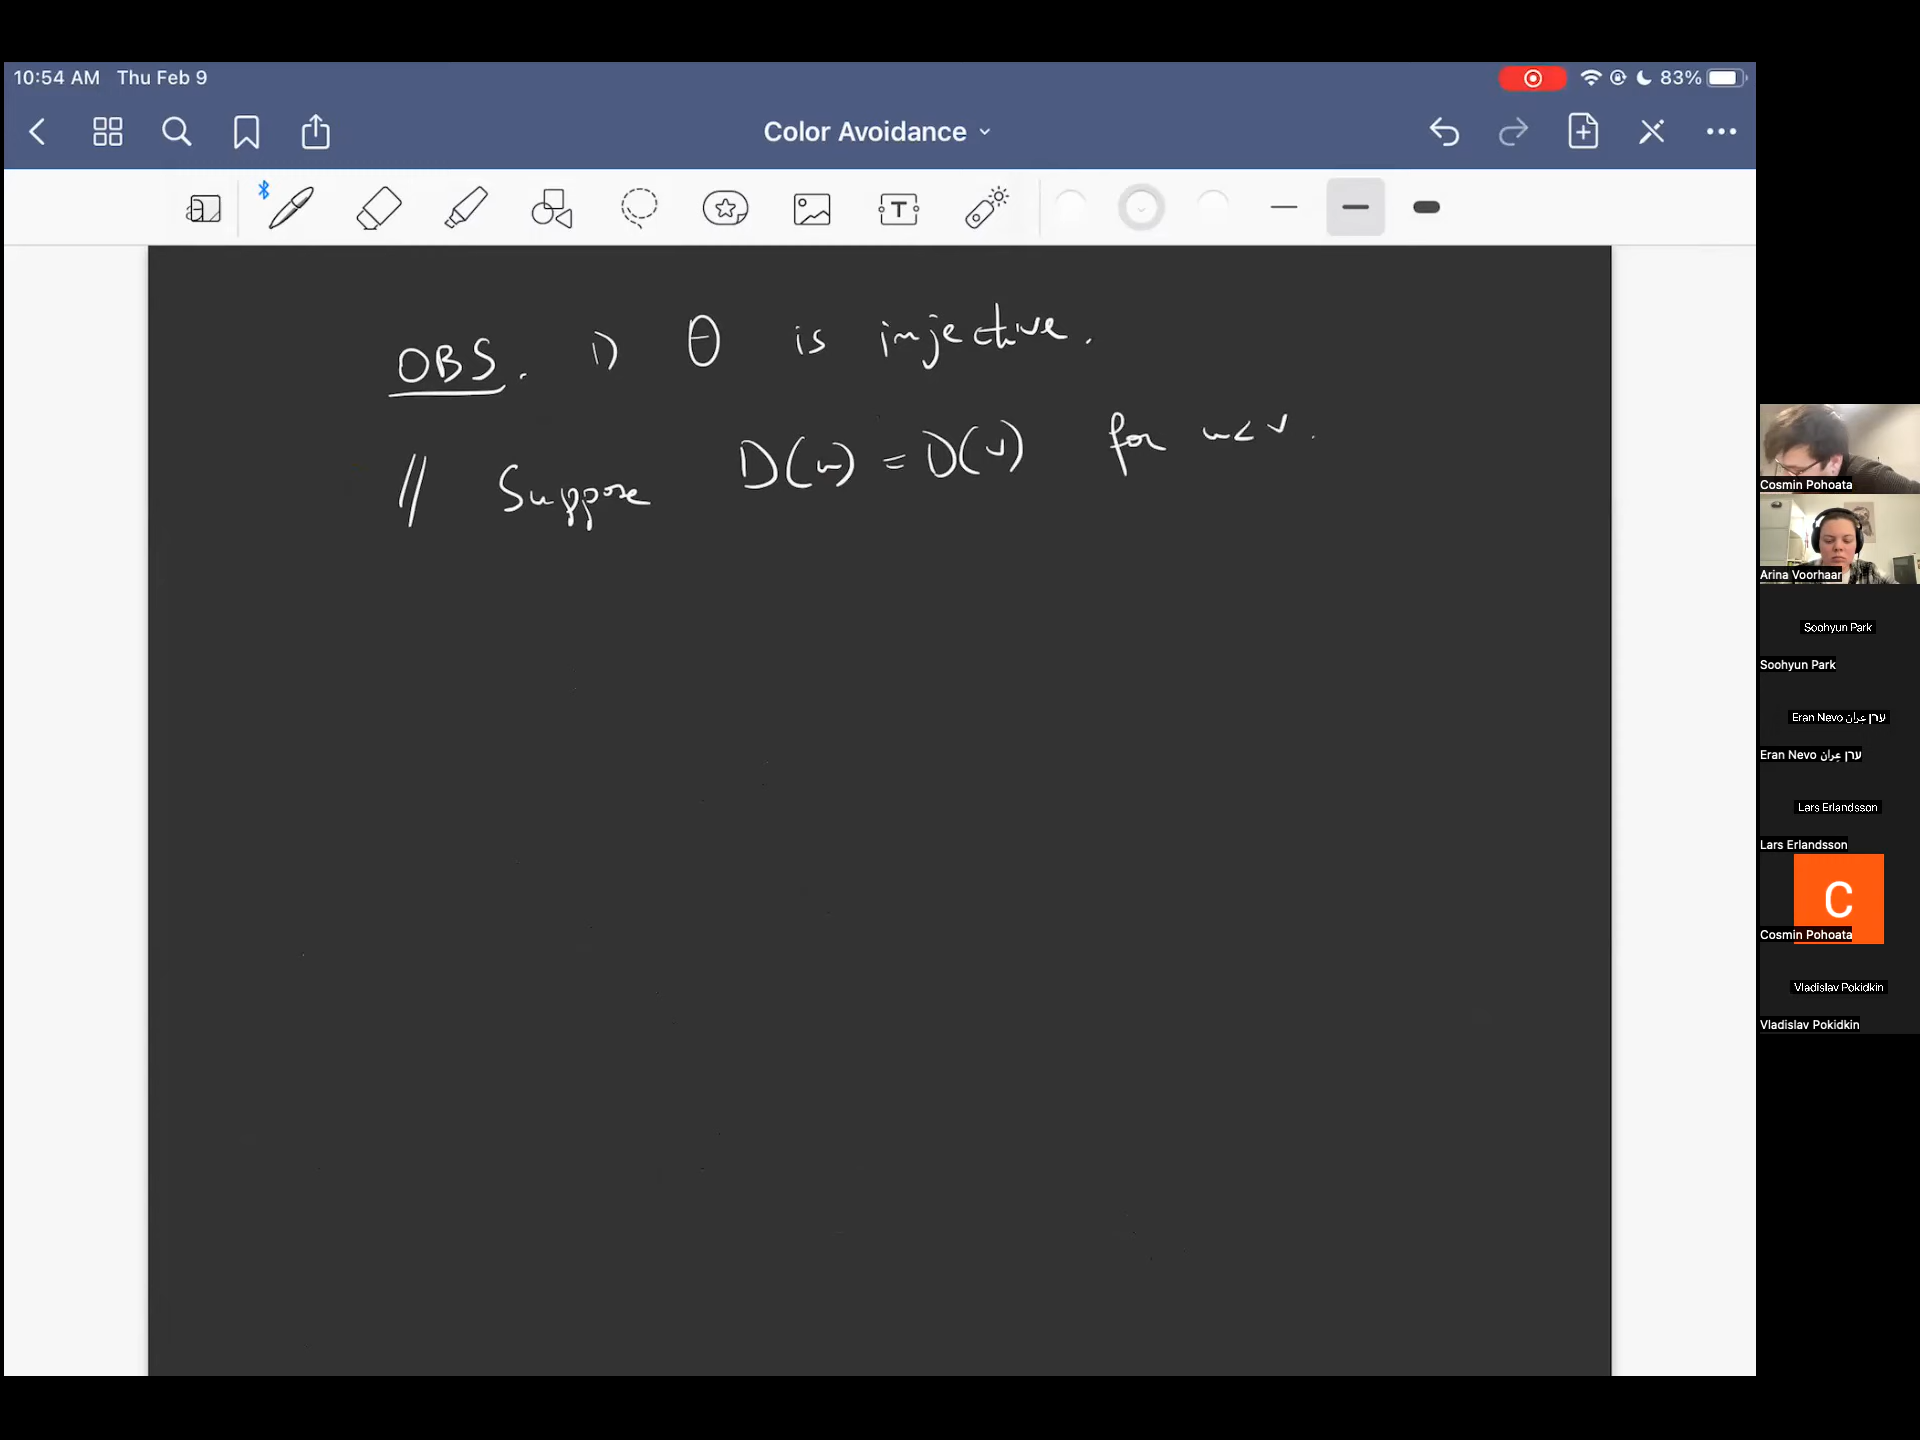 10:54 AM Thu Feb 9
83%
Color Avoidance
T
OBS. 1) θ is injective.
// Suppose D(u) = D(v) for u < v.
Cosmin Pohoata
Arina Voorhaar
Soohyun Park
Soohyun Park
Eran Nevo ערן عران
Eran Nevo ערן عران
Lars Erlandsson
Lars Erlandsson
C
Cosmin Pohoata
Vladislav Pokidkin
Vladislav Pokidkin